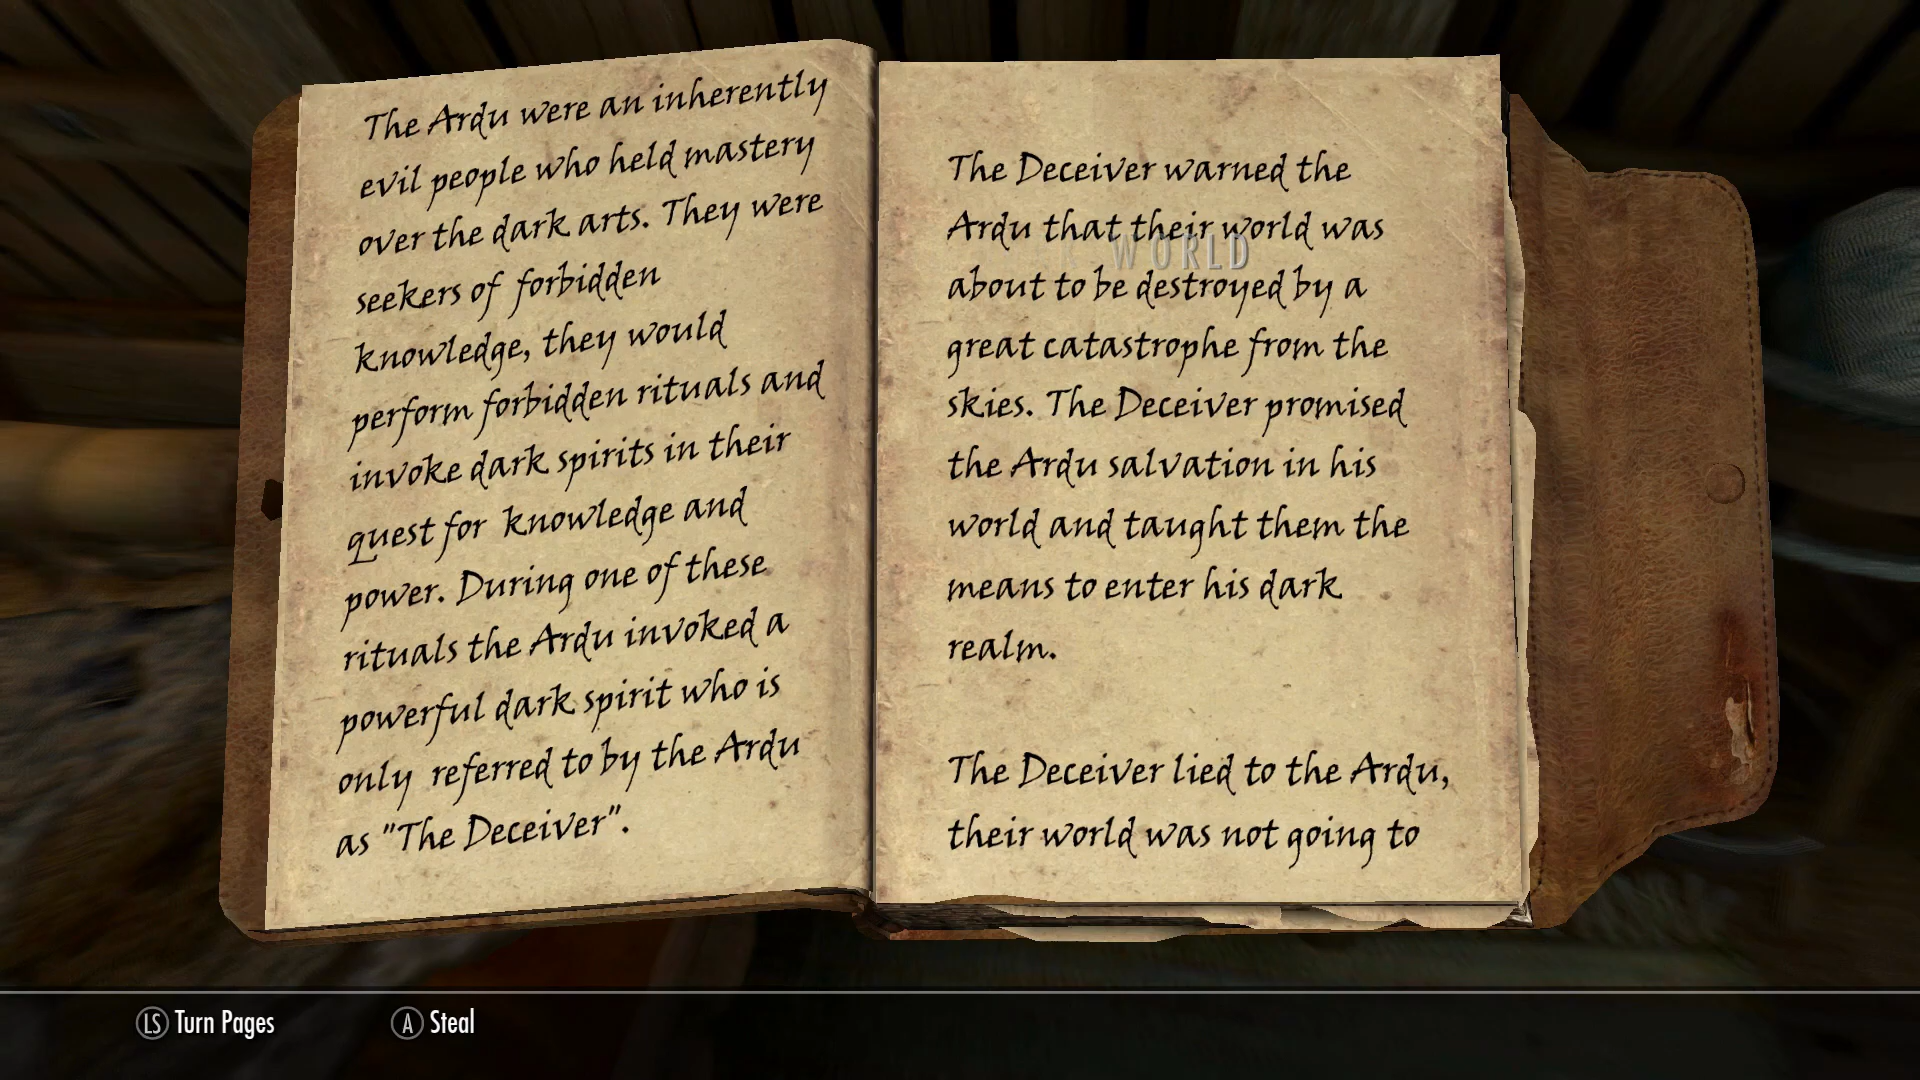 The Ardu were an inherently
evil people who held mastery
over the dark arts. They were
seekers of forbidden
knowledge, they would
perform forbidden rituals and
invoke dark spirits in their
quest for knowledge and
power. During one of these
rituals the Ardu invoked a
powerful dark spirit who is
only referred to by the Ardu
as "The Deceiver".
The Deceiver warned the
Ardu that their world was
WORLD
about to be destroyed by a
great catastrophe from the
skies. The Deceiver promised
the Ardu salvation in his
world and taught them the
means to enter his dark
realm.
The Deceiver lied to the Ardu,
their world was not going to
LS Turn Pages
A Steal